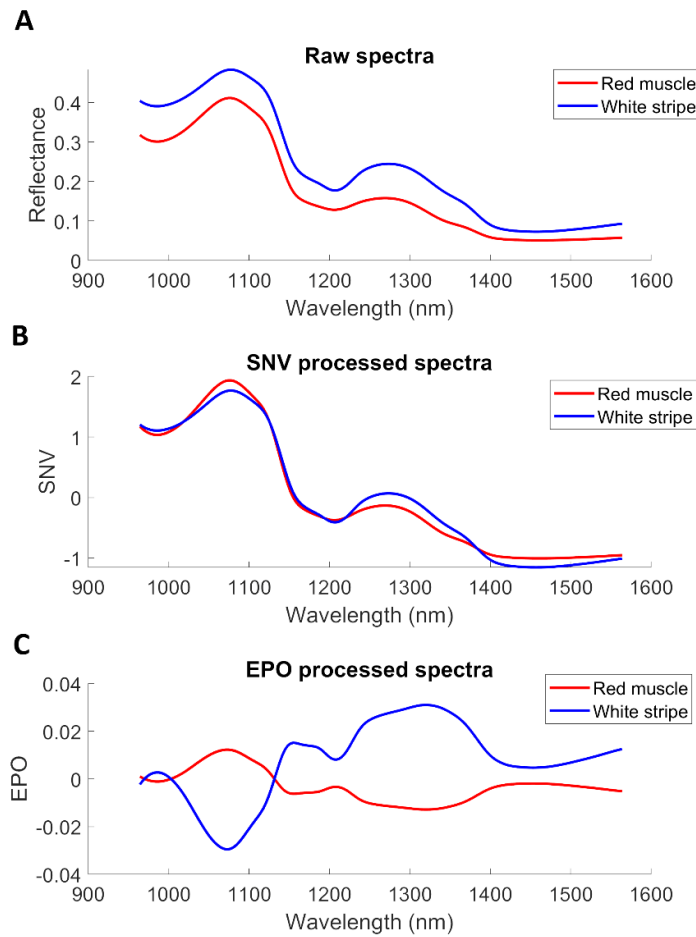 A
Raw spectra
Red muscle
White stripe
0.4
0.3
0.2
0.1
0
Reflectance
900 1000 1100 1200 1300 1400 1500 1600
Wavelength (nm)
B
SNV processed spectra
Red muscle
White stripe
2
1
0
-1
SNV
900 1000 1100 1200 1300 1400 1500 1600
Wavelength (nm)
C
EPO processed spectra
Red muscle
White stripe
0.04
0.02
0
-0.02
-0.04
EPO
900 1000 1100 1200 1300 1400 1500 1600
Wavelength (nm)